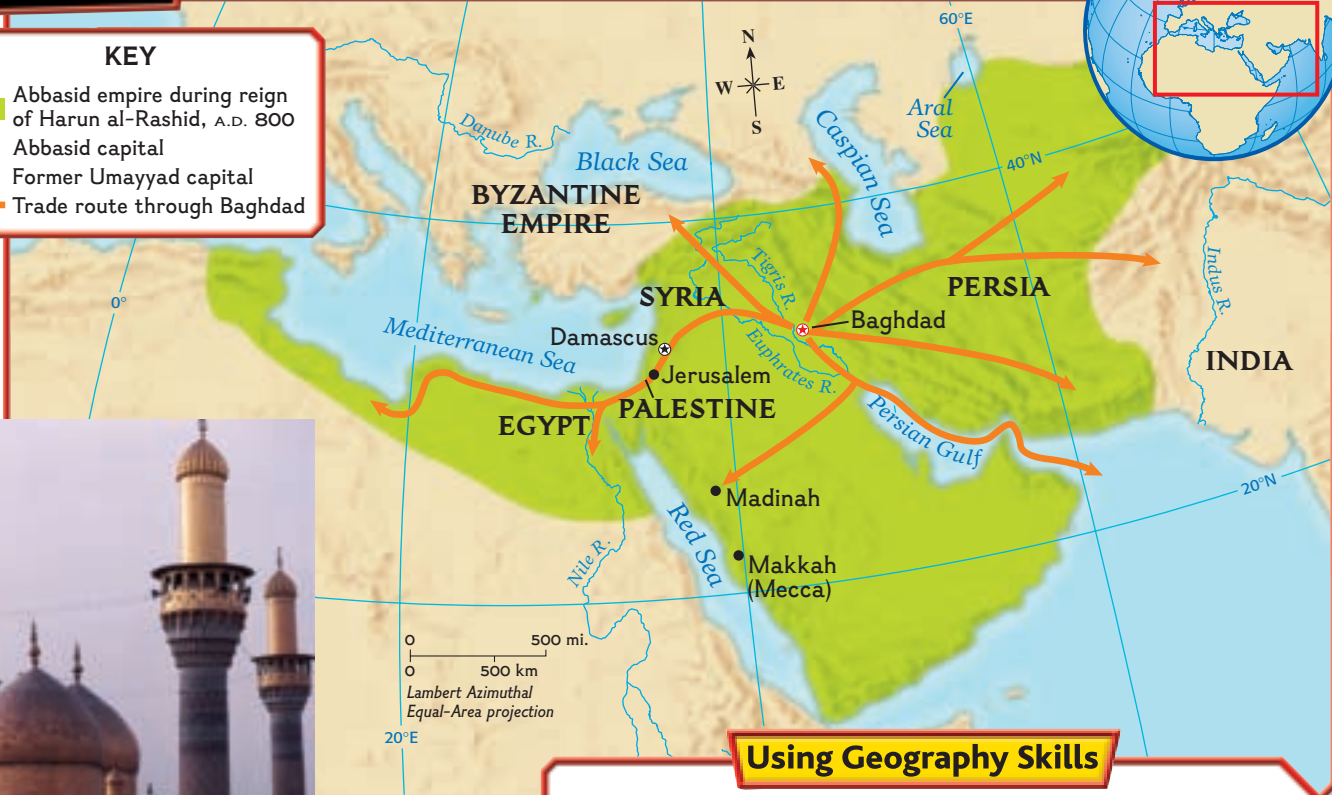 KEY
Abbasid empire during reign
of Harun al-Rashid, A.D. 800
Abbasid capital
Former Umayyad capital
Trade route through Baghdad
N
W
E
S
60°E
Aral
Sea
40°N
Caspian Sea
Danube R.
Black Sea
BYZANTINE
EMPIRE
Tigris R.
PERSIA
Indus R.
0°
SYRIA
Baghdad
Mediterranean Sea
Damascus
Euphrates R.
INDIA
Jerusalem
PALESTINE
EGYPT
Persian Gulf
20°N
Madinah
Red Sea
Makkah
(Mecca)
Nile R.
0 500 mi.
0 500 km
Lambert Azimuthal
Equal-Area projection
20°E
Using Geography Skills